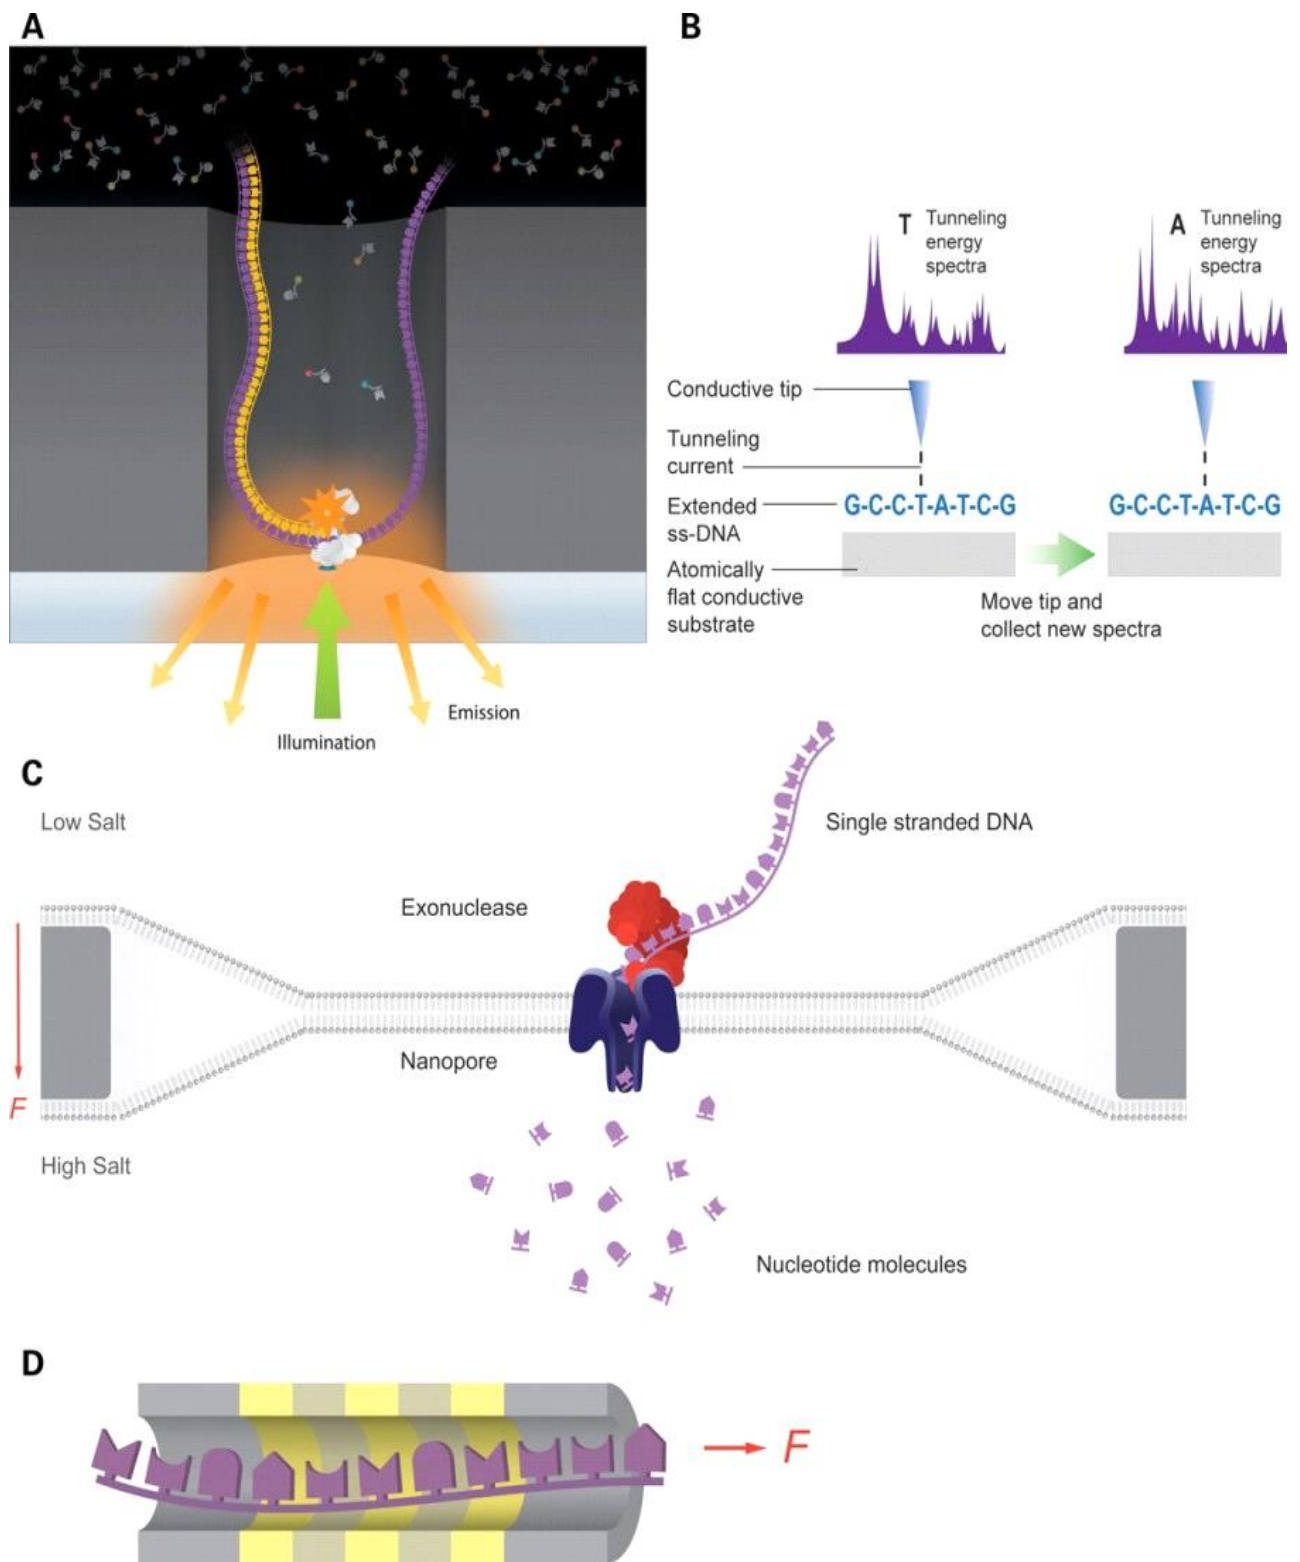 A
Illumination
Emission
B
T
Tunneling
energy
spectra
A
Tunneling
energy
spectra
Conductive tip
Tunneling
current
Extended
ss-DNA
G-C-C-T-A-T-C-G
G-C-C-T-A-T-C-G
Atomically
flat conductive
substrate
Move tip and
collect new spectra
C
Low Salt
Single stranded DNA
Exonuclease
Nanopore
F
High Salt
Nucleotide molecules
D
F